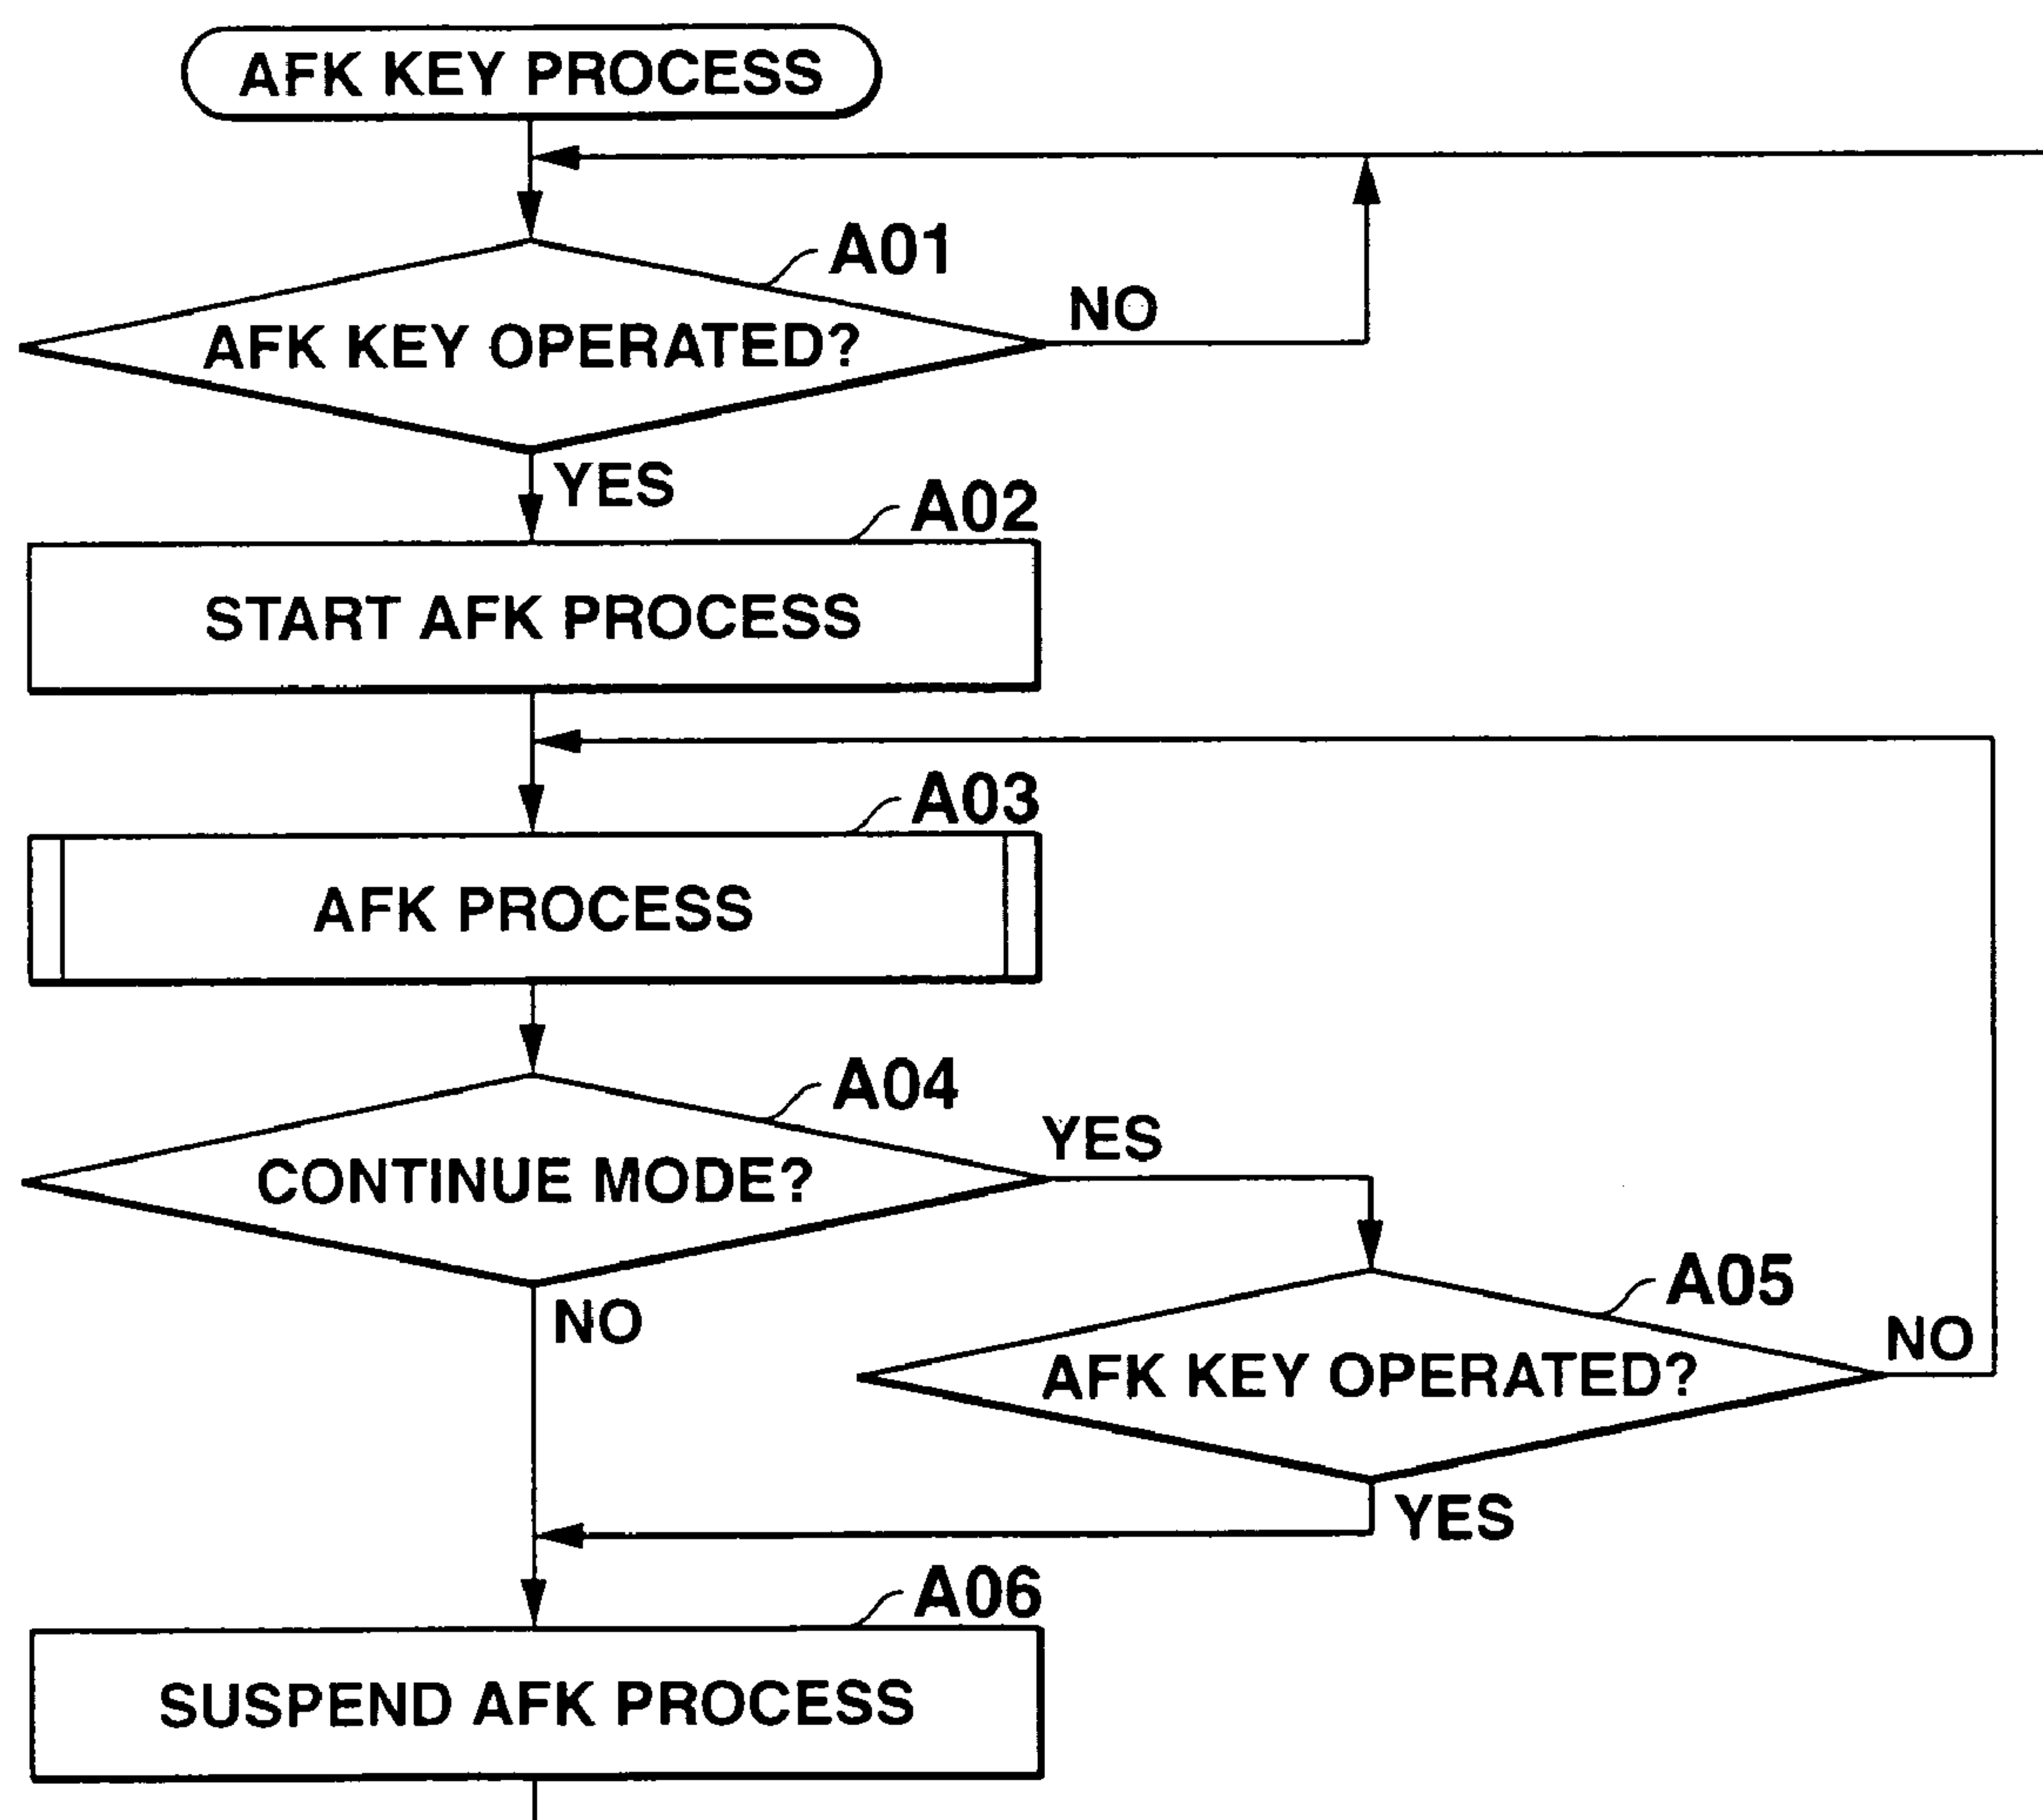 AFK KEY PROCESS
A01
AFK KEY OPERATED?
NO
YES
A02
START AFK PROCESS
A03
AFK PROCESS
A04
CONTINUE MODE?
YES
NO
A05
AFK KEY OPERATED?
NO
YES
A06
SUSPEND AFK PROCESS